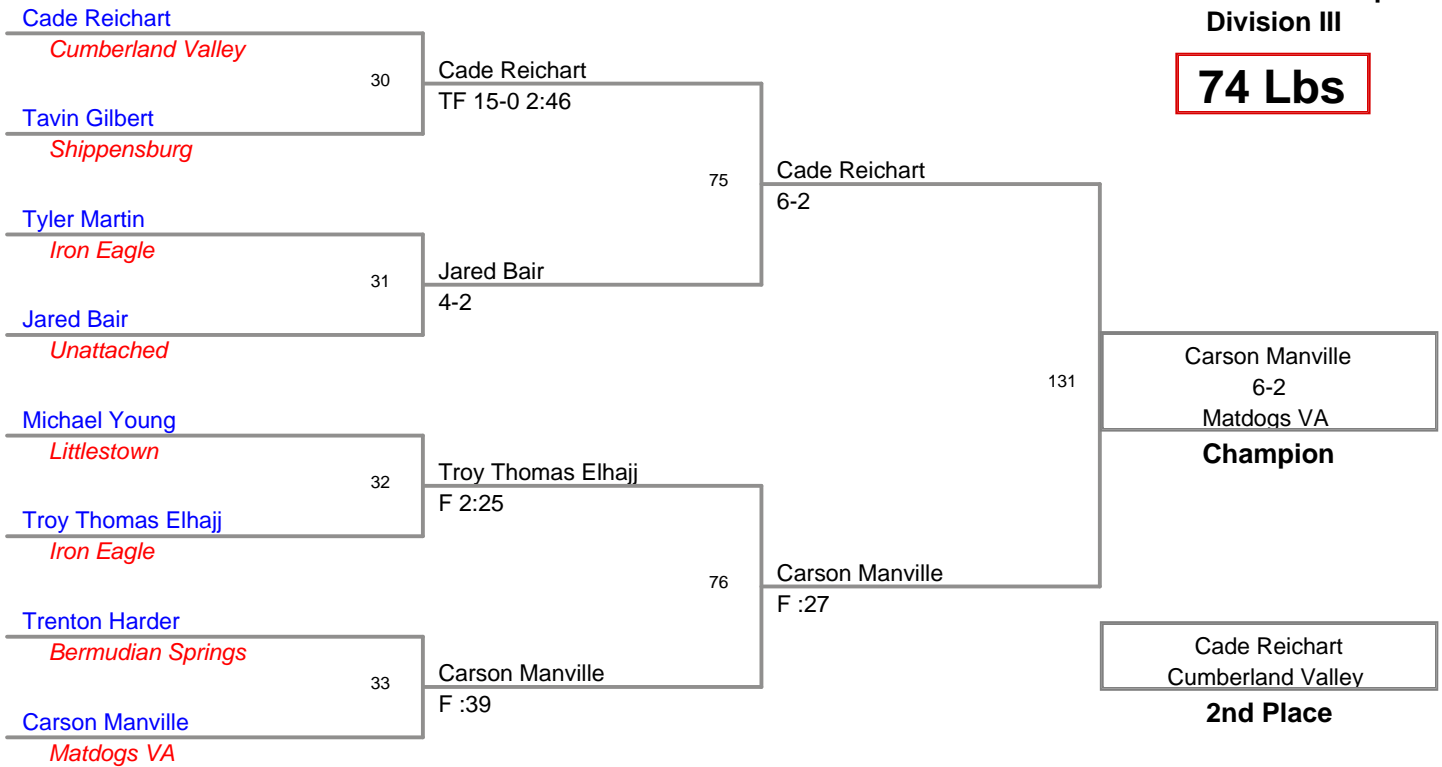 Division III
74 Lbs
Cade Reichart
Cumberland Valley
30
Cade Reichart
TF 15-0 2:46
Tavin Gilbert
Shippensburg
75
Cade Reichart
6-2
Tyler Martin
Iron Eagle
31
Jared Bair
4-2
Jared Bair
Unattached
131
Carson Manville
6-2
Matdogs VA
Champion
Michael Young
Littlestown
32
Troy Thomas Elhajj
F 2:25
Troy Thomas Elhajj
Iron Eagle
76
Carson Manville
F :27
Trenton Harder
Bermudian Springs
33
Carson Manville
F :39
Carson Manville
Matdogs VA
Cade Reichart
Cumberland Valley
2nd Place